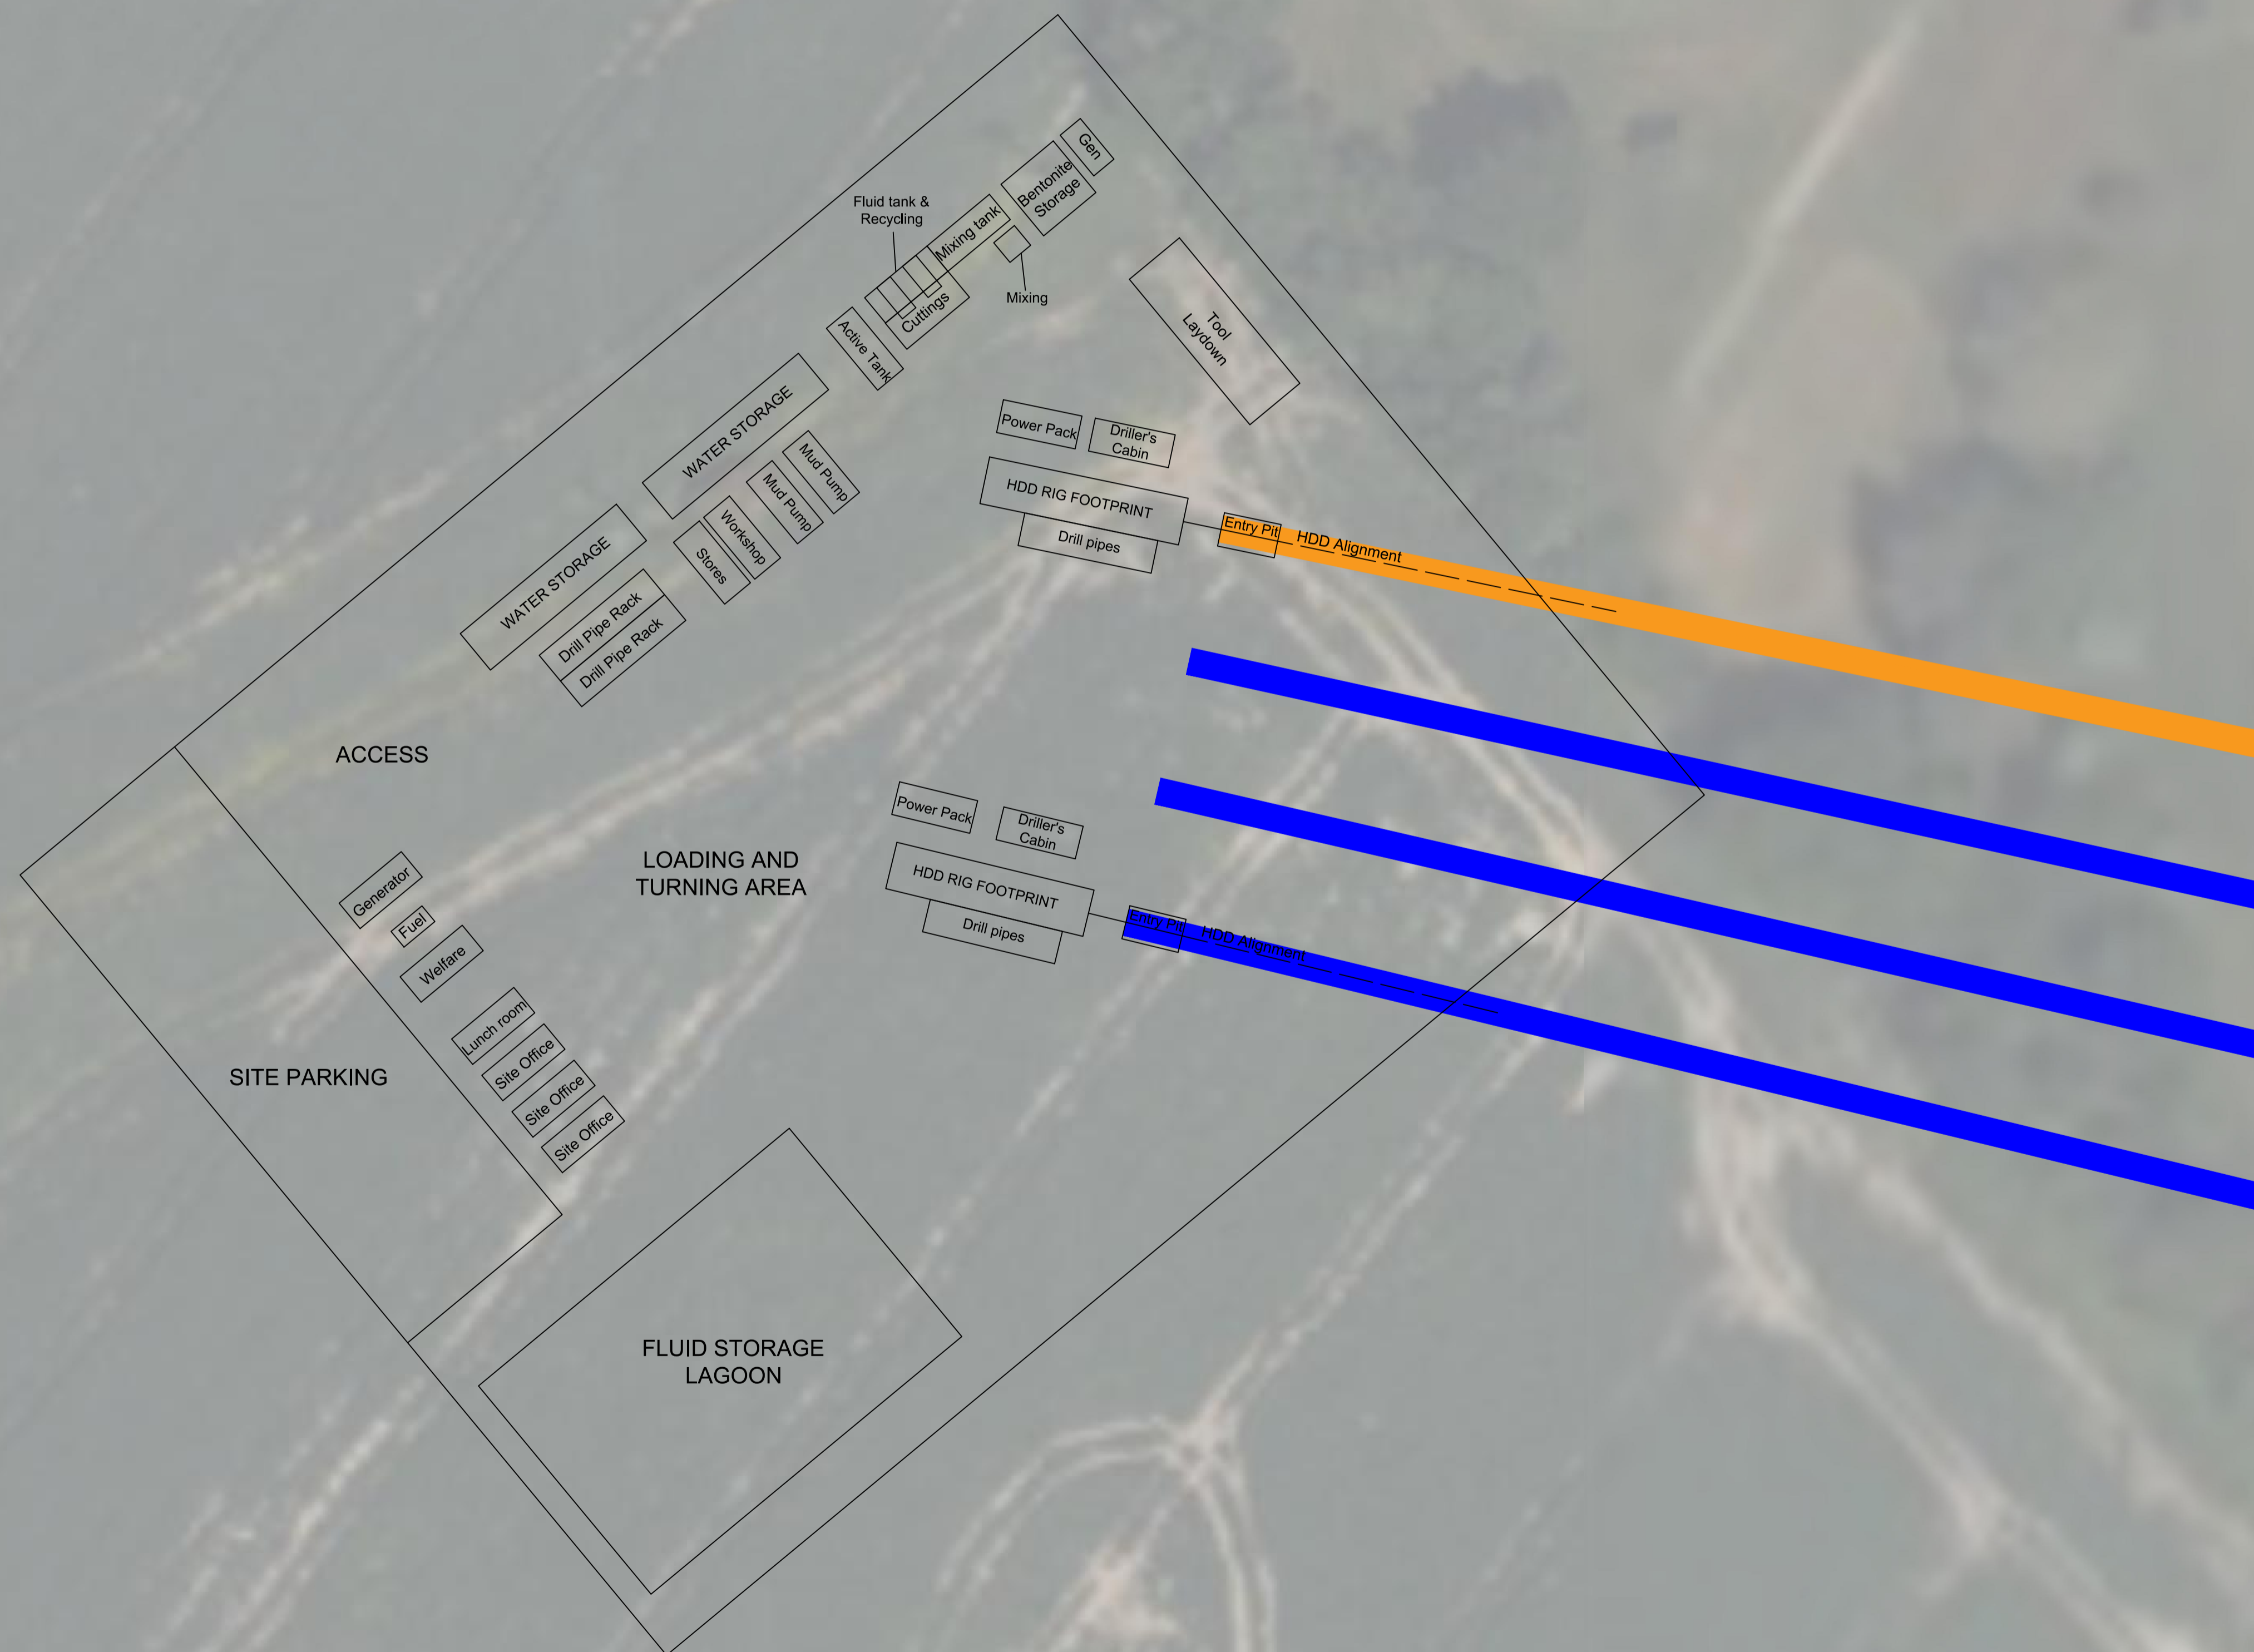 Gen
Bentonite
Storage
Fluid tank &
Recycling
Mixing tank
Mixing
Cuttings
Active Tank
Tool
Laydown
WATER STORAGE
Power Pack
Driller's
Cabin
Mud Pump
Mud Pump
HDD RIG FOOTPRINT
Workshop
Stores
Drill pipes
Entry Pit
HDD Alignment
WATER STORAGE
Drill Pipe Rack
Drill Pipe Rack
ACCESS
LOADING AND
TURNING AREA
Power Pack
Driller's
Cabin
HDD RIG FOOTPRINT
Drill pipes
Entry Pit
HDD Alignment
Generator
Fuel
Welfare
Lunch room
Site Office
Site Office
Site Office
SITE PARKING
FLUID STORAGE
LAGOON